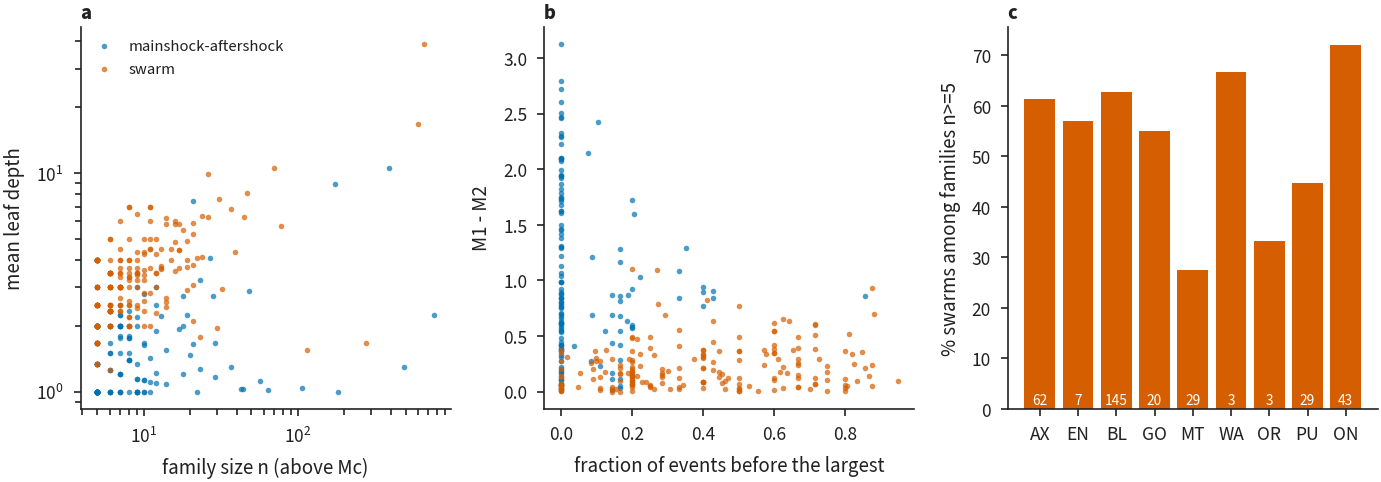 a
mainshock-aftershock
swarm
10¹
10⁰
mean leaf depth
10¹
10²
family size n (above Mc)
b
3.0
2.5
2.0
1.5
1.0
0.5
0.0
M1 - M2
0.0
0.2
0.4
0.6
0.8
fraction of events before the largest
c
70
60
50
40
30
20
10
0
% swarms among families n>=5
62 7 145 20 29 3 3 29 43
AX EN BL GO MT WA OR PU ON